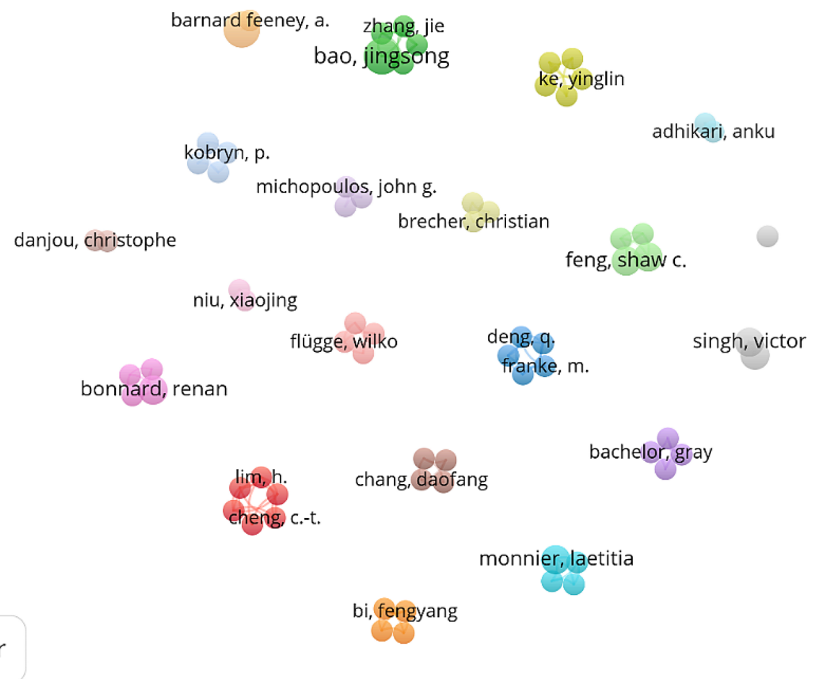 barnard feeney, a.
zhang, jie
bao, jingsong
ke, yinglin
adhikari, anku
kobryn, p.
michopoulos, john g.
brecher, christian
danjou, christophe
feng, shaw c.
niu, xiaojing
flügge, wilko
deng, q.
franke, m.
singh, victor
bonnard, renan
bachelor, gray
lim, h.
chang, daofang
cheng, c.-t.
monnier, laetitia
bi, fengyang
r